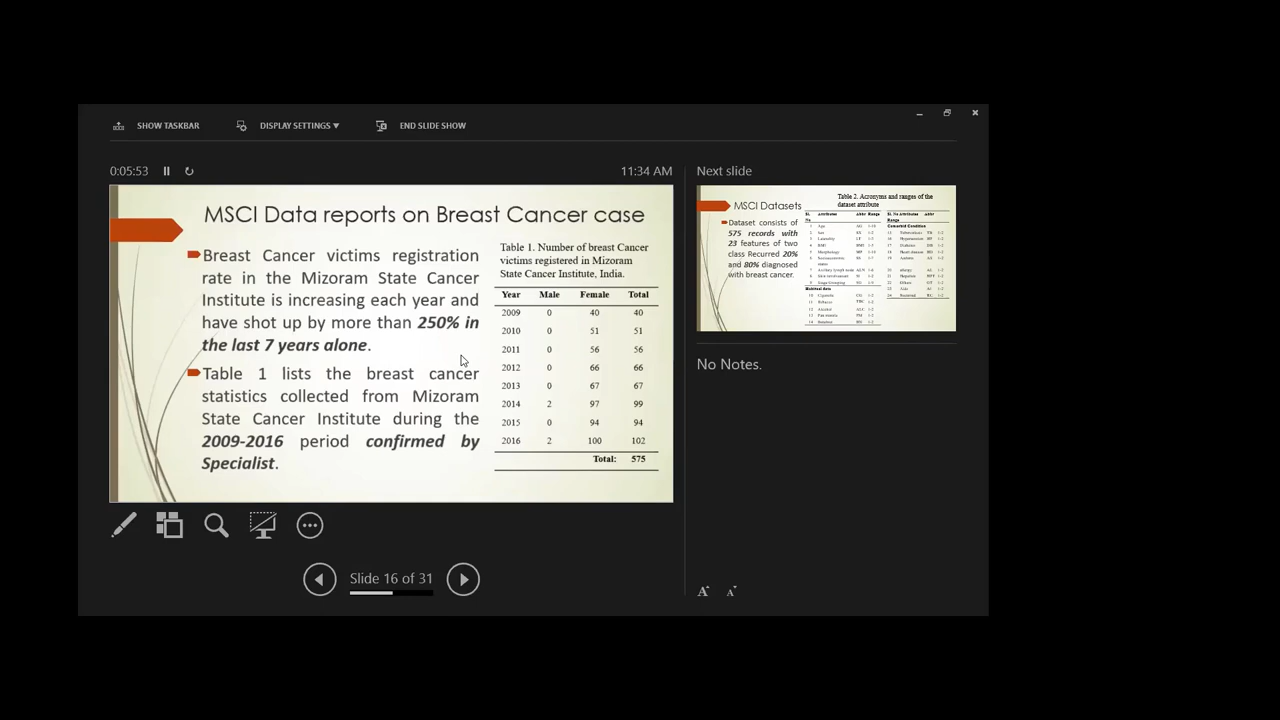 SHOW TASKBAR DISPLAY SETTINGS ▼ END SLIDE SHOW
0:05:53 11:34 AM
MSCI Data reports on Breast Cancer case
Breast Cancer victims registration
rate in the Mizoram State Cancer
Institute is increasing each year and
have shot up by more than 250% in
the last 7 years alone.
Table 1 lists the breast cancer
statistics collected from Mizoram
State Cancer Institute during the
2009-2016 period confirmed by
Specialist.
Table 1. Number of breast Cancer
victims registered in Mizoram
State Cancer Institute, India.
Year Male Female Total
2009 0 40 40
2010 0 51 51
2011 0 56 56
2012 0 66 66
2013 0 67 67
2014 2 97 99
2015 0 94 94
2016 2 100 102
Total: 575
Slide 16 of 31
Next slide
MSCI Datasets
Dataset consists of
575 records with
23 features of two
class Recurred 20%
and 80% diagnosed
with breast cancer.
Table 2. Acronyms and ranges of the
dataset attribute
No Notes.